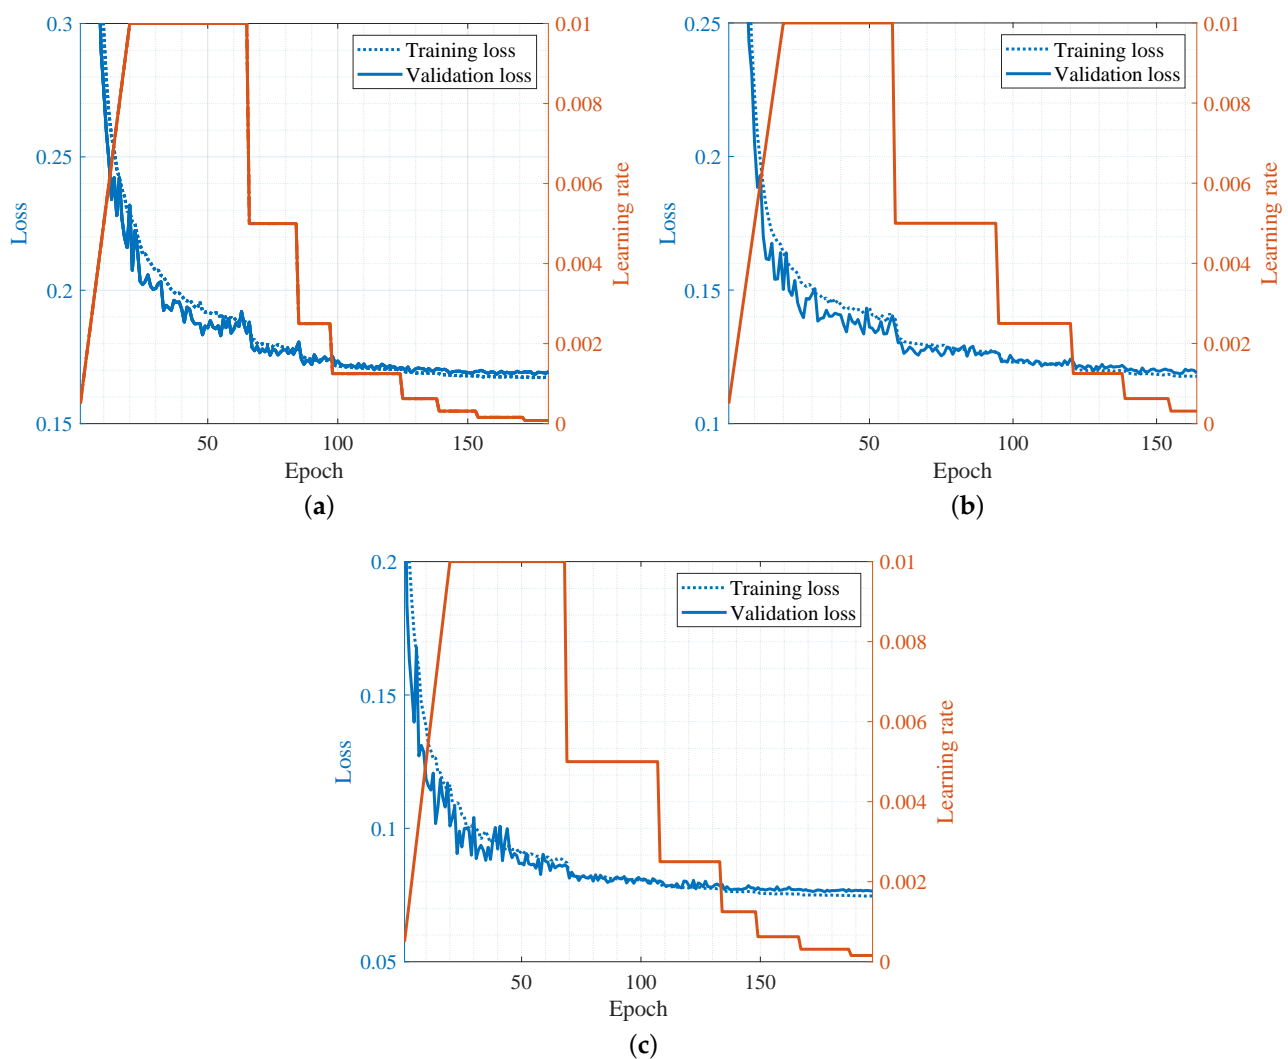 0.3
0.25
0.2
0.15
Loss
50
100
150
Epoch
0.01
0.008
0.006
0.004
0.002
0
Learning rate
Training loss
Validation loss
(a)
0.25
0.2
0.15
0.1
Loss
50
100
150
Epoch
0.01
0.008
0.006
0.004
0.002
0
Learning rate
Training loss
Validation loss
(b)
0.2
0.15
0.1
0.05
Loss
50
100
150
Epoch
0.01
0.008
0.006
0.004
0.002
0
Learning rate
Training loss
Validation loss
(c)